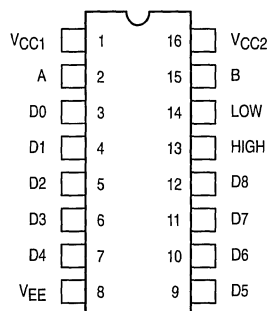 VCC1 1 16 VCC2
A 2 15 B
D0 3 14 LOW
D1 4 13 HIGH
D2 5 12 D8
D3 6 11 D7
D4 7 10 D6
VEE 8 9 D5